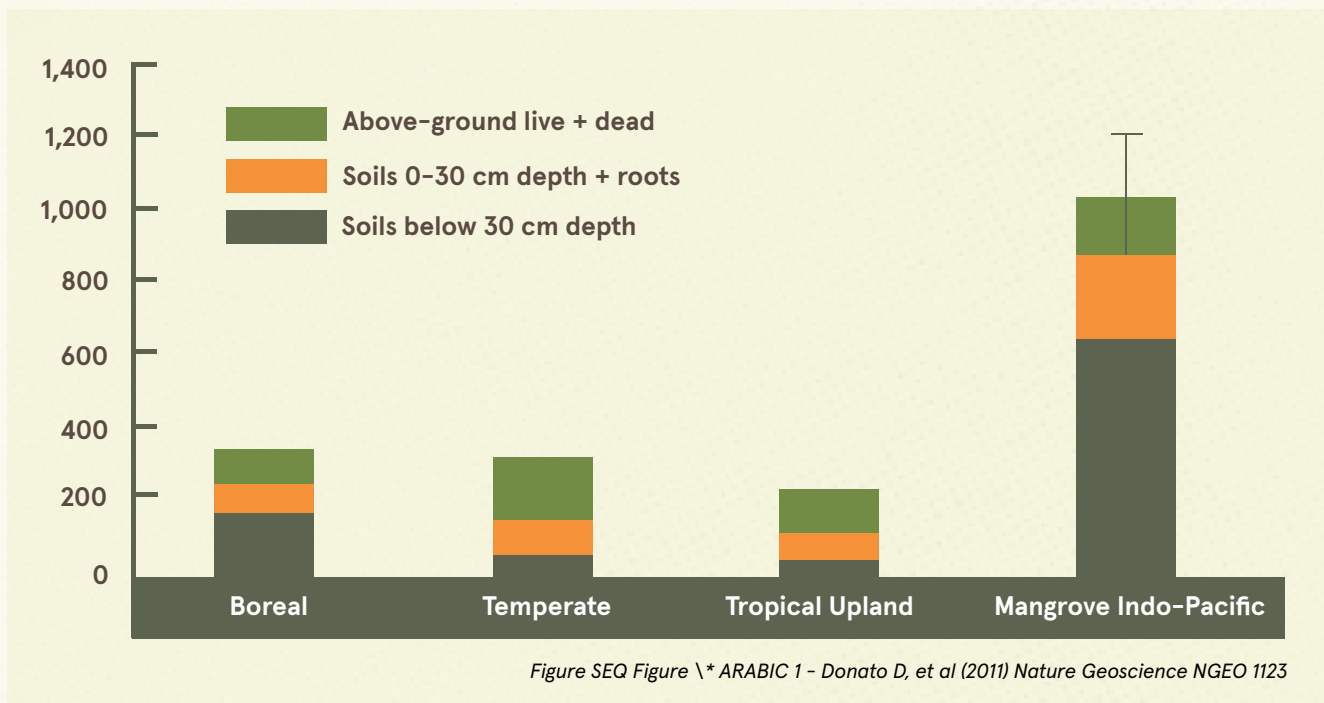 1,400
1,200
1,000
800
600
400
200
0
Above-ground live + dead
Soils 0-30 cm depth + roots
Soils below 30 cm depth
Boreal
Temperate
Tropical Upland
Mangrove Indo-Pacific
Figure SEQ Figure \* ARABIC 1 - Donato D, et al (2011) Nature Geoscience NGEO 1123